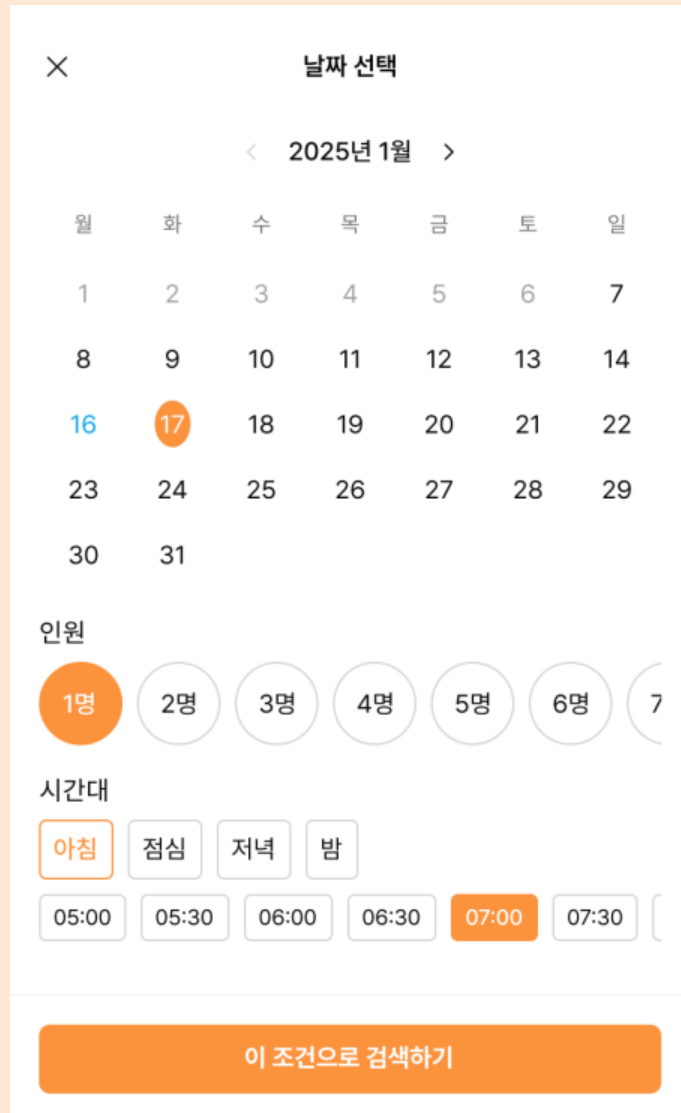 날짜 선택
2025년 1월
월 화 수 목 금 토 일
1 2 3 4 5 6 7
8 9 10 11 12 13 14
16 17 18 19 20 21 22
23 24 25 26 27 28 29
30 31
인원
1명 2명 3명 4명 5명 6명 7
시간대
아침 점심 저녁 밤
05:00 05:30 06:00 06:30 07:00 07:30
이 조건으로 검색하기